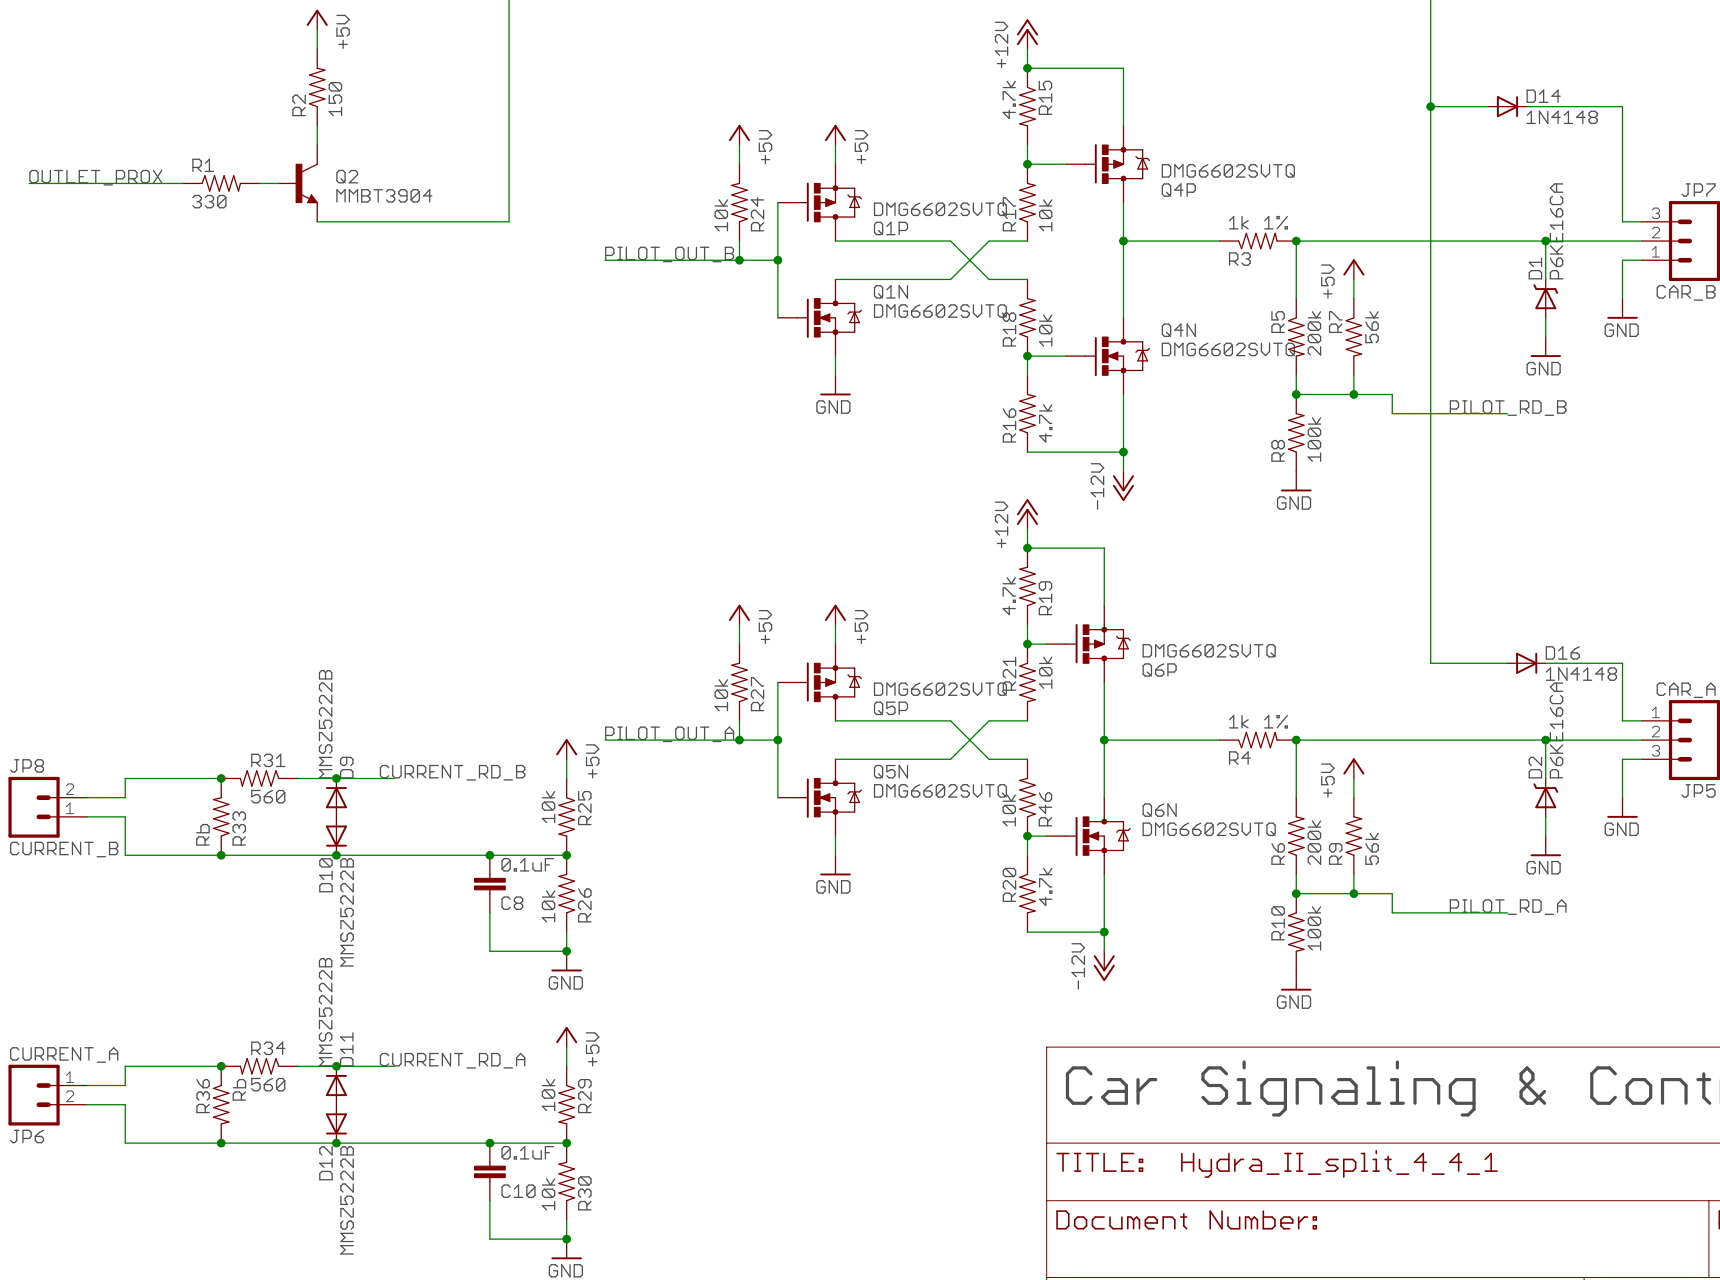 +5V
R2
150
OUTLET_PROX
R1
330
Q2
MMBT3904
+12V
4.7k
R15
+5V
+5V
10k
R24
DMG6602SVTQ
Q1P
R17
10k
DMG6602SVTQ
Q4P
PILOT_OUT_B
Q1N
DMG6602SVTQ
R18
10k
Q4N
DMG6602SVTQ
GND
R16
4.7k
-12V
1k 1%
R3
R5
200k
+5V
R7
56k
PILOT_RD_B
R8
100k
GND
D14
1N4148
D1
P6KE16CA
GND
JP7
3
2
1
CAR_B
GND
+12V
4.7k
R19
+5V
+5V
10k
R27
DMG6602SVTQ
Q5P
R21
10k
DMG6602SVTQ
Q6P
PILOT_OUT_A
Q5N
DMG6602SVTQ
10k
R46
Q6N
DMG6602SVTQ
GND
R20
4.7k
-12V
1k 1%
R4
R6
200k
+5V
R9
56k
PILOT_RD_A
R10
100k
GND
D16
1N4148
D2
P6KE16CA
GND
CAR_A
1
2
3
JP5
GND
JP8
2
1
CURRENT_B
R31
560
Rb
R33
MMSZ5222B
D9
CURRENT_RD_B
D10
MMSZ5222B
+5V
10k
R25
0.1uF
C8
10k
R26
GND
CURRENT_A
1
2
JP6
R34
560
R36
Rb
MMSZ5222B
D11
CURRENT_RD_A
D12
MMSZ5222B
+5V
10k
R29
0.1uF
C10
10k
R30
GND
Car Signaling & Cont
TITLE: Hydra_II_split_4_4_1
Document Number: